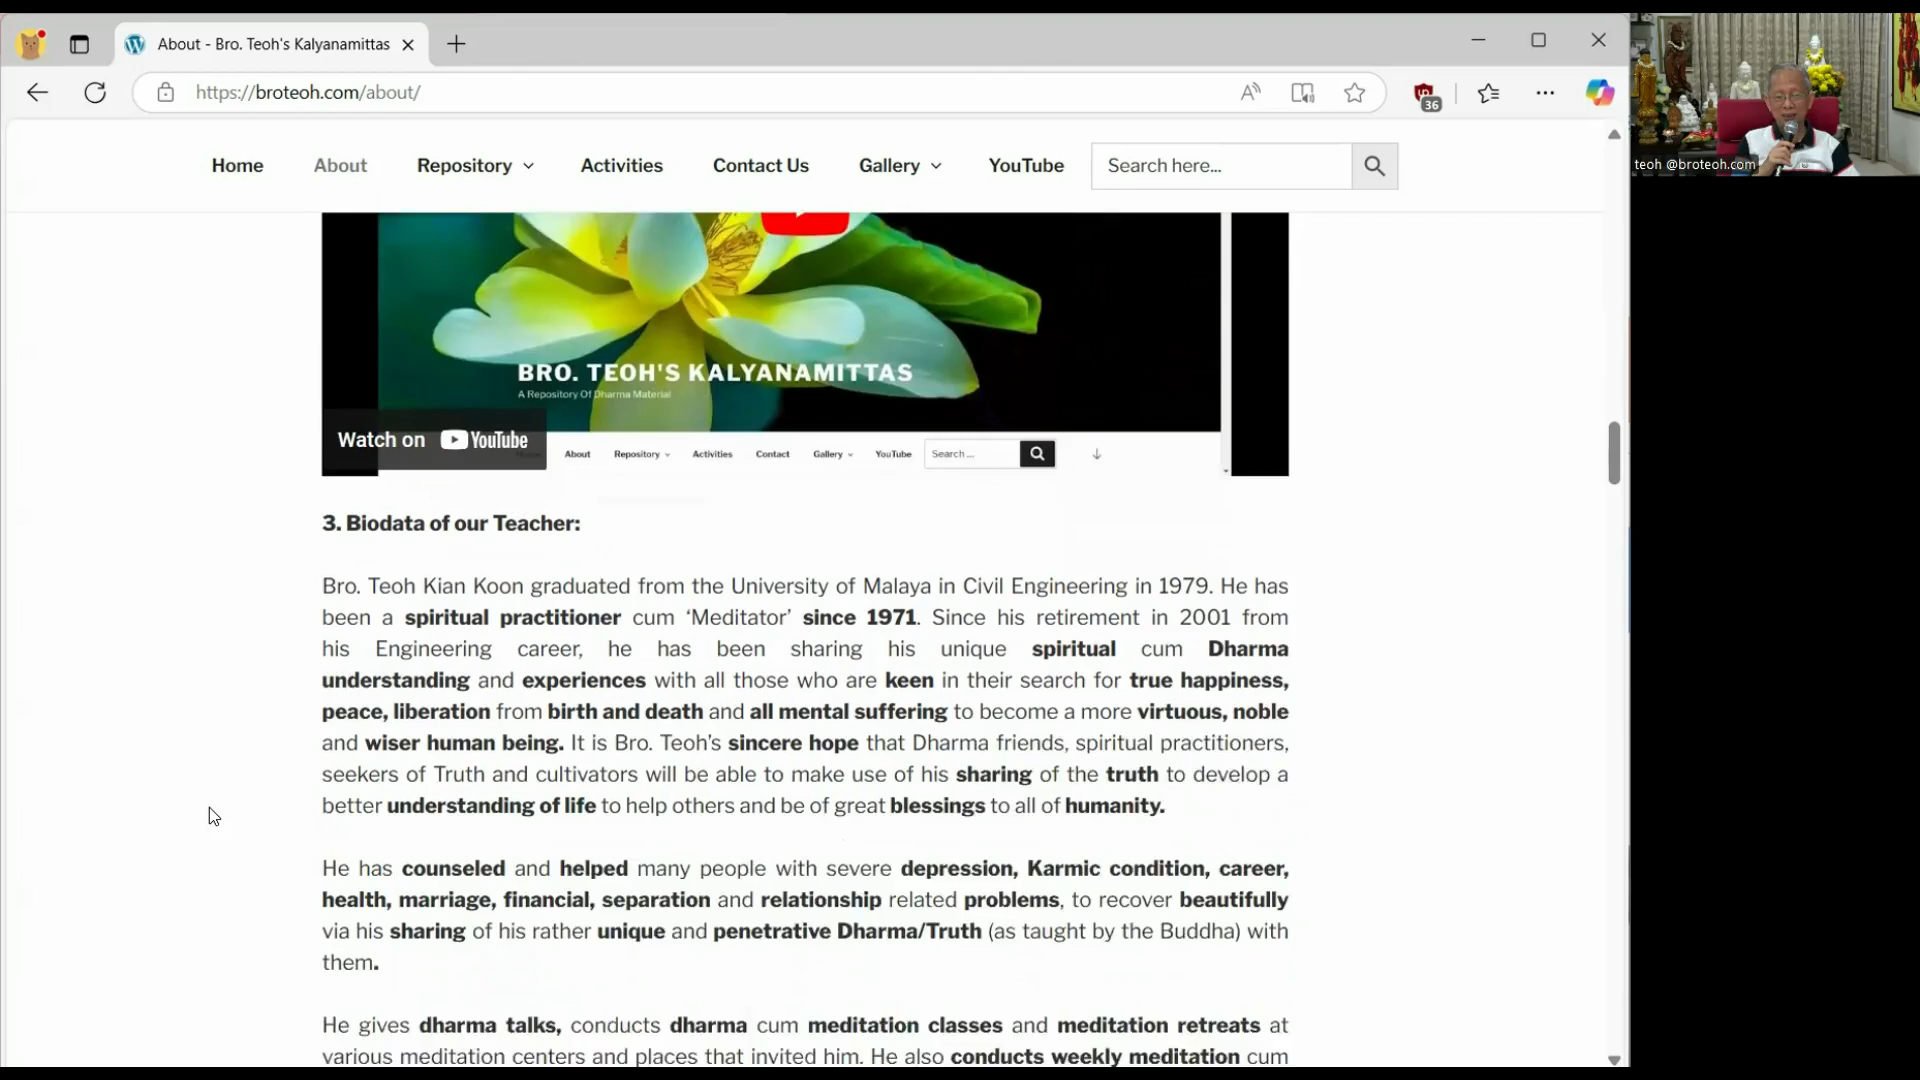 About - Bro. Teoh's Kalyanamittas
https://broteoh.com/about/
36
Home About Repository Activities Contact Us Gallery YouTube Search here...
teoh @broteoh.com
BRO. TEOH'S KALYANAMITTAS
A Repository Of Dharma Material
Watch on YouTube
About Repository Activities Contact Gallery YouTube Search ...
3. Biodata of our Teacher:
Bro. Teoh Kian Koon graduated from the University of Malaya in Civil Engineering in 1979. He has
been a spiritual practitioner cum ‘Meditator’ since 1971. Since his retirement in 2001 from
his Engineering career, he has been sharing his unique spiritual cum Dharma
understanding and experiences with all those who are keen in their search for true happiness,
peace, liberation from birth and death and all mental suffering to become a more virtuous, noble
and wiser human being. It is Bro. Teoh’s sincere hope that Dharma friends, spiritual practitioners,
seekers of Truth and cultivators will be able to make use of his sharing of the truth to develop a
better understanding of life to help others and be of great blessings to all of humanity.
He has counseled and helped many people with severe depression, Karmic condition, career,
health, marriage, financial, separation and relationship related problems, to recover beautifully
via his sharing of his rather unique and penetrative Dharma/Truth (as taught by the Buddha) with
them.
He gives dharma talks, conducts dharma cum meditation classes and meditation retreats at
various meditation centers and places that invited him. He also conducts weekly meditation cum